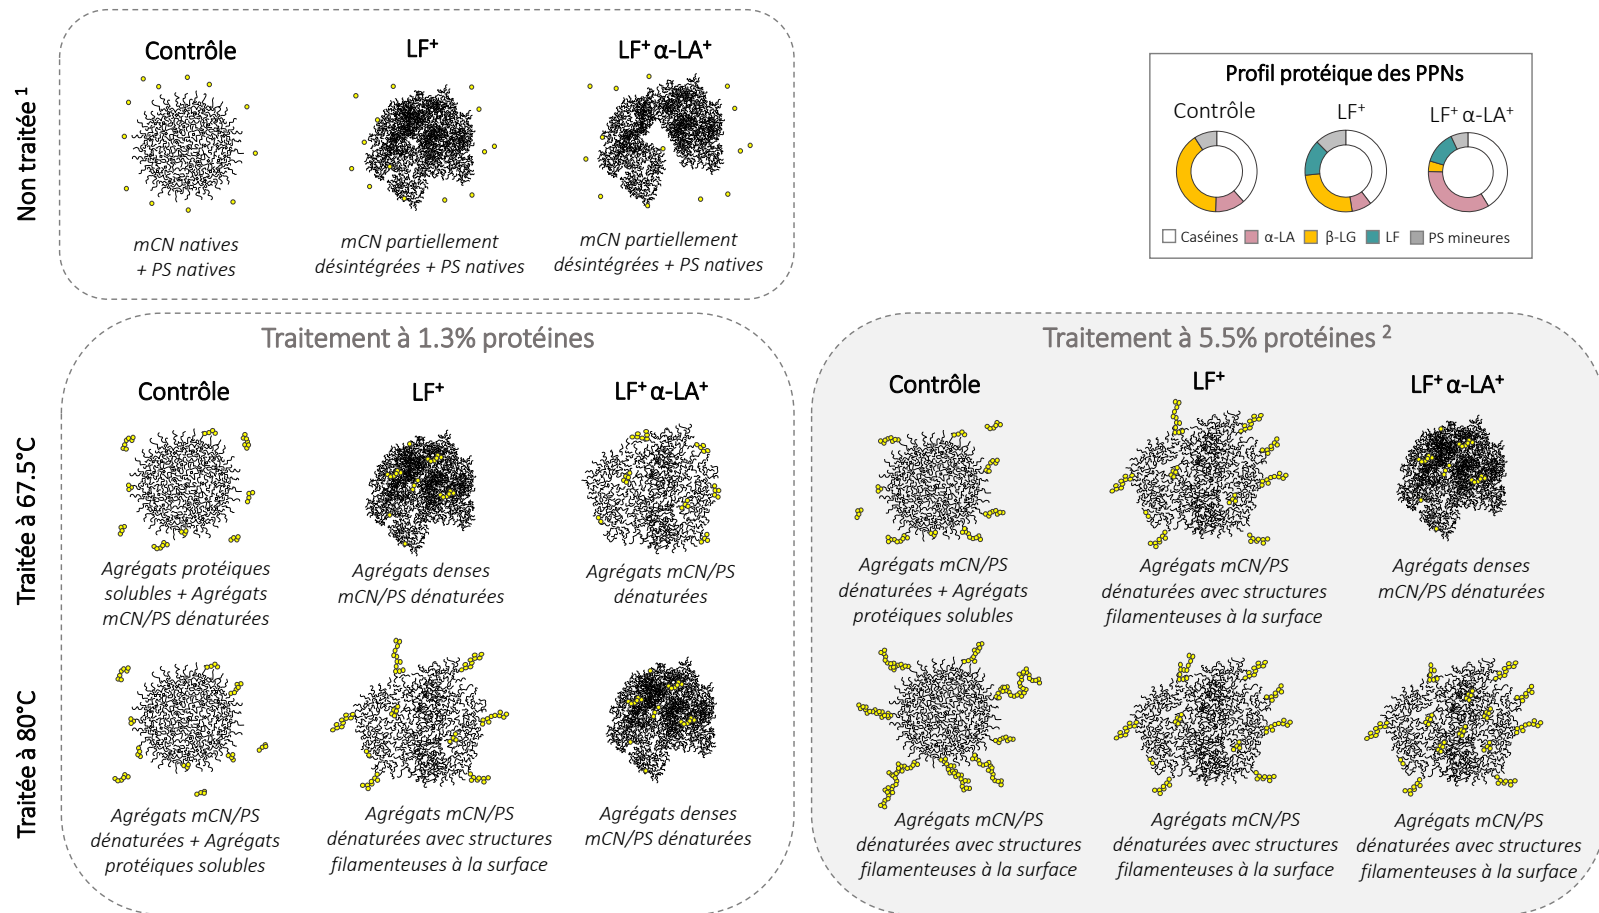 Non traitée ¹
Contrôle
LF⁺
LF⁺ α-LA⁺
mCN natives
+ PS natives
mCN partiellement
désintégrées + PS natives
mCN partiellement
désintégrées + PS natives
Profil protéique des PPNs
Contrôle
LF⁺
LF⁺ α-LA⁺
Caséines
α-LA
β-LG
LF
PS mineures
Traitement à 1.3% protéines
Traitée à 67.5°C
Contrôle
LF⁺
LF⁺ α-LA⁺
Agrégats protéiques
solubles + Agrégats
mCN/PS dénaturées
Agrégats denses
mCN/PS dénaturées
Agrégats mCN/PS
dénaturées
Traitée à 80°C
Agrégats mCN/PS
dénaturées + Agrégats
protéiques solubles
Agrégats mCN/PS
dénaturées avec structures
filamenteuses à la surface
Agrégats denses
mCN/PS dénaturées
Traitement à 5.5% protéines ²
Contrôle
LF⁺
LF⁺ α-LA⁺
Agrégats mCN/PS
dénaturées + Agrégats
protéiques solubles
Agrégats mCN/PS
dénaturées avec structures
filamenteuses à la surface
Agrégats denses
mCN/PS dénaturées
Agrégats mCN/PS
dénaturées avec structures
filamenteuses à la surface
Agrégats mCN/PS
dénaturées avec structures
filamenteuses à la surface
Agrégats mCN/PS
dénaturées avec structures
filamenteuses à la surface